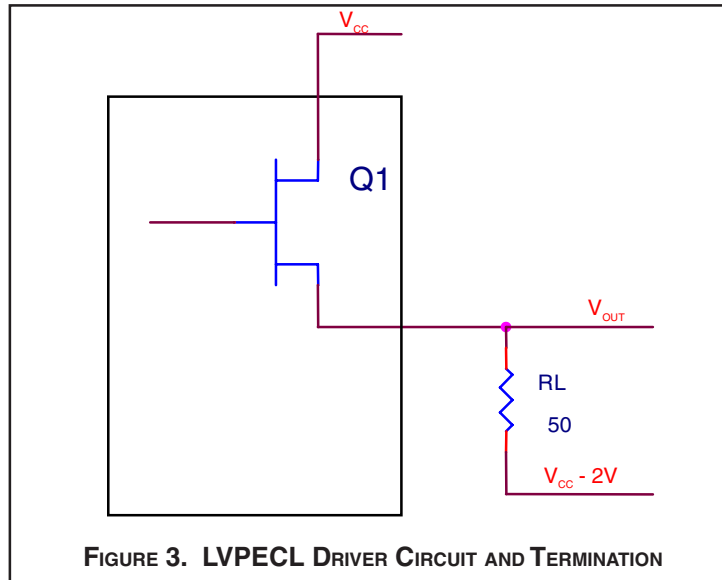 VCC
Q1
VOUT
RL
50
VCC - 2V
FIGURE 3. LVPECL DRIVER CIRCUIT AND TERMINATION